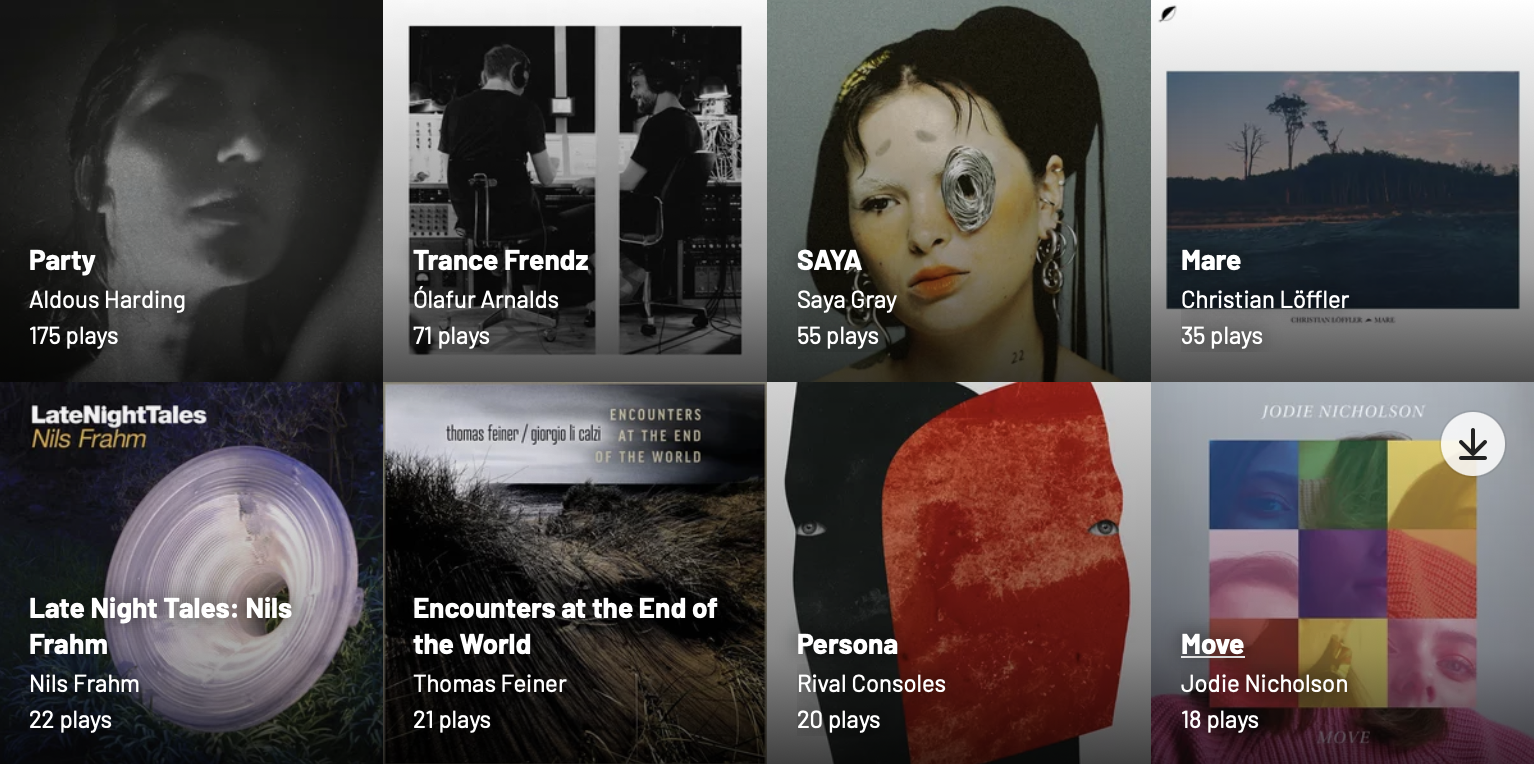 Party
Aldous Harding
175 plays
Trance Frendz
Ólafur Arnalds
71 plays
SAYA
Saya Gray
55 plays
22
Mare
Christian Löffler
35 plays
CHRISTIAN LÖFFLER MARE
LateNightTales
Nils Frahm
Late Night Tales: Nils
Frahm
Nils Frahm
22 plays
thomas feiner / giorgio li calzi
ENCOUNTERS
AT THE END
OF THE WORLD
Encounters at the End of
the World
Thomas Feiner
21 plays
Persona
Rival Consoles
20 plays
JODIE NICHOLSON
Move
Jodie Nicholson
18 plays
MOVE